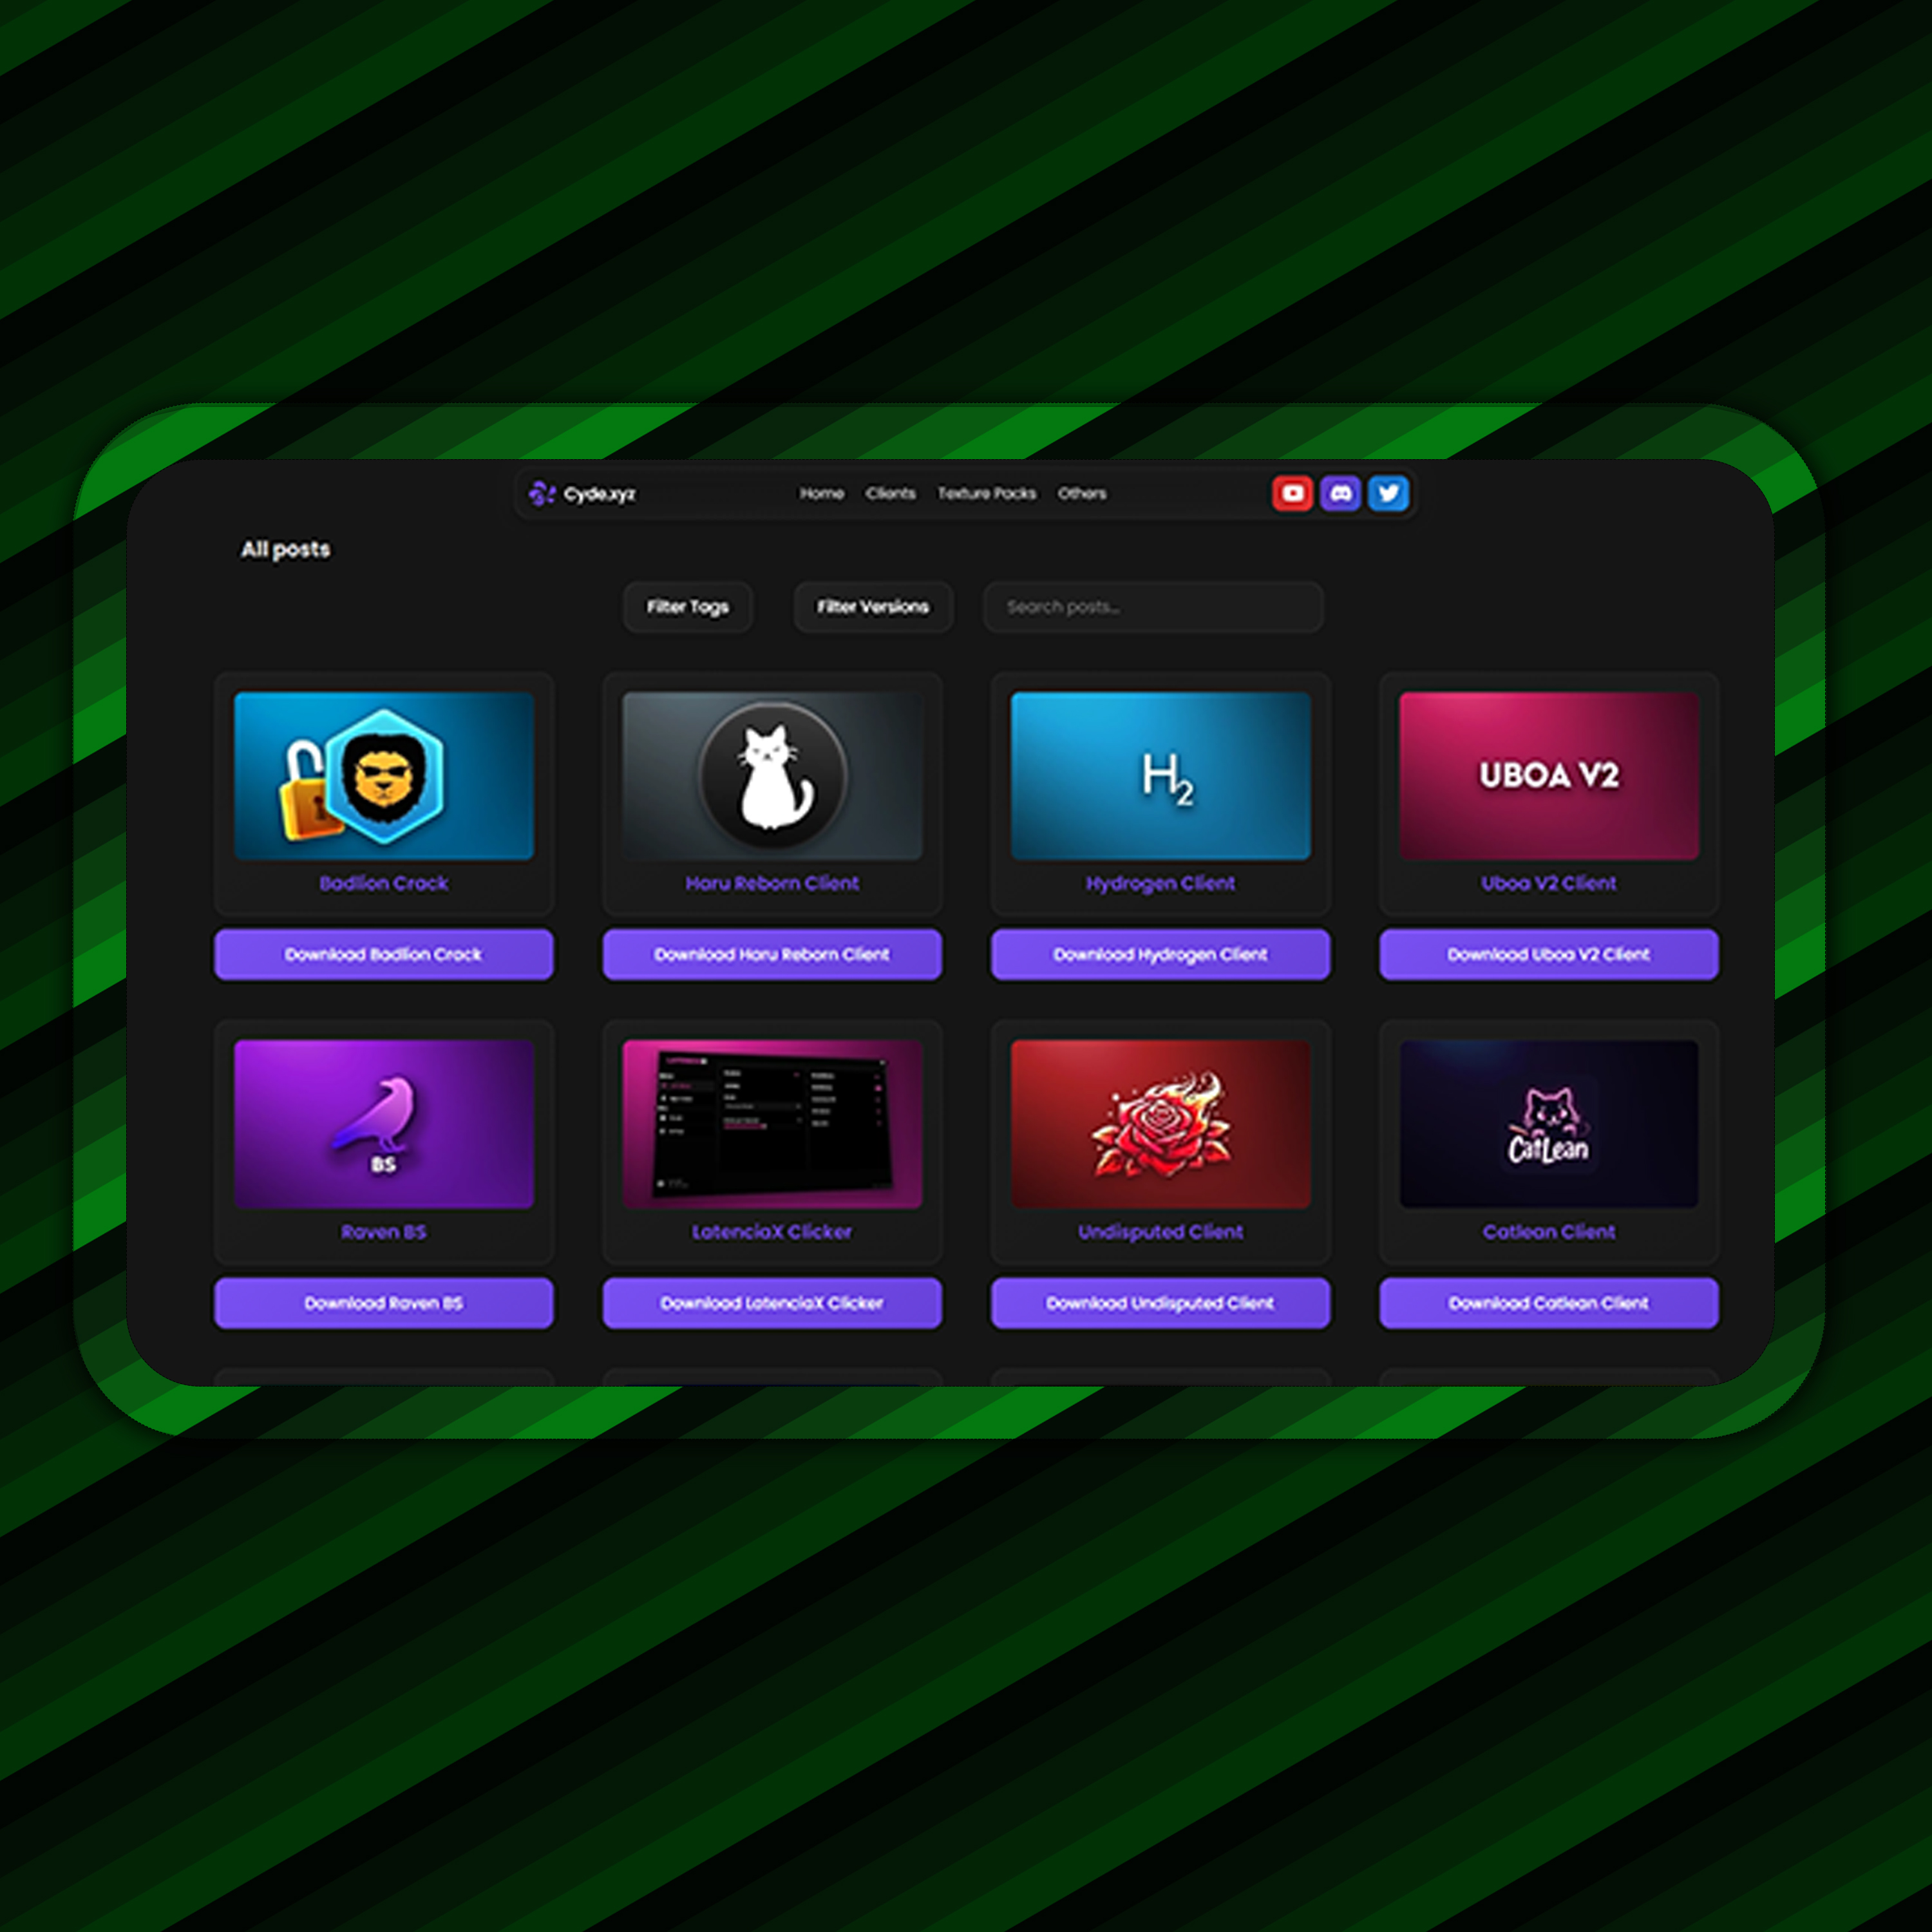 Cyde.xyz Home Clients Texture Packs Others
All posts
Filter Tags Filter Versions Search posts...
H2 UBOA V2
Badlion Crack Haru Reborn Client Hydrogen Client Uboa V2 Client
Download Badlion Crack Download Haru Reborn Client Download Hydrogen Client Download Uboa V2 Client
BS CatLean
Raven BS LatenciaX Clicker Undisputed Client Catlean Client
Download Raven BS Download LatenciaX Clicker Download Undisputed Client Download Catlean Client